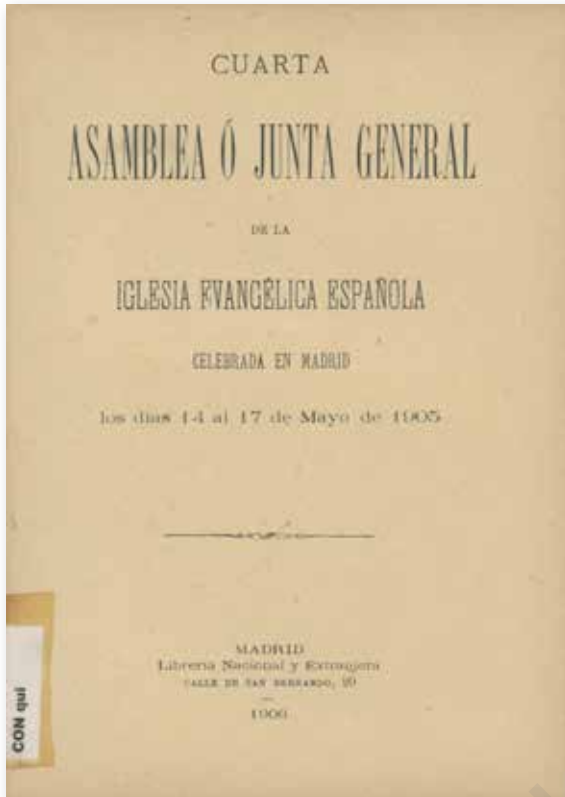 CUARTA
ASAMBLEA Ó JUNTA GENERAL
DE LA
IGLESIA EVANGÉLICA ESPAÑOLA
CELEBRADA EN MADRID
los días 14 al 17 de Mayo de 1905
MADRID
Librería Nacional y Extranjera
CALLE DE SAN BERNARDO, 20
1906
CON qui